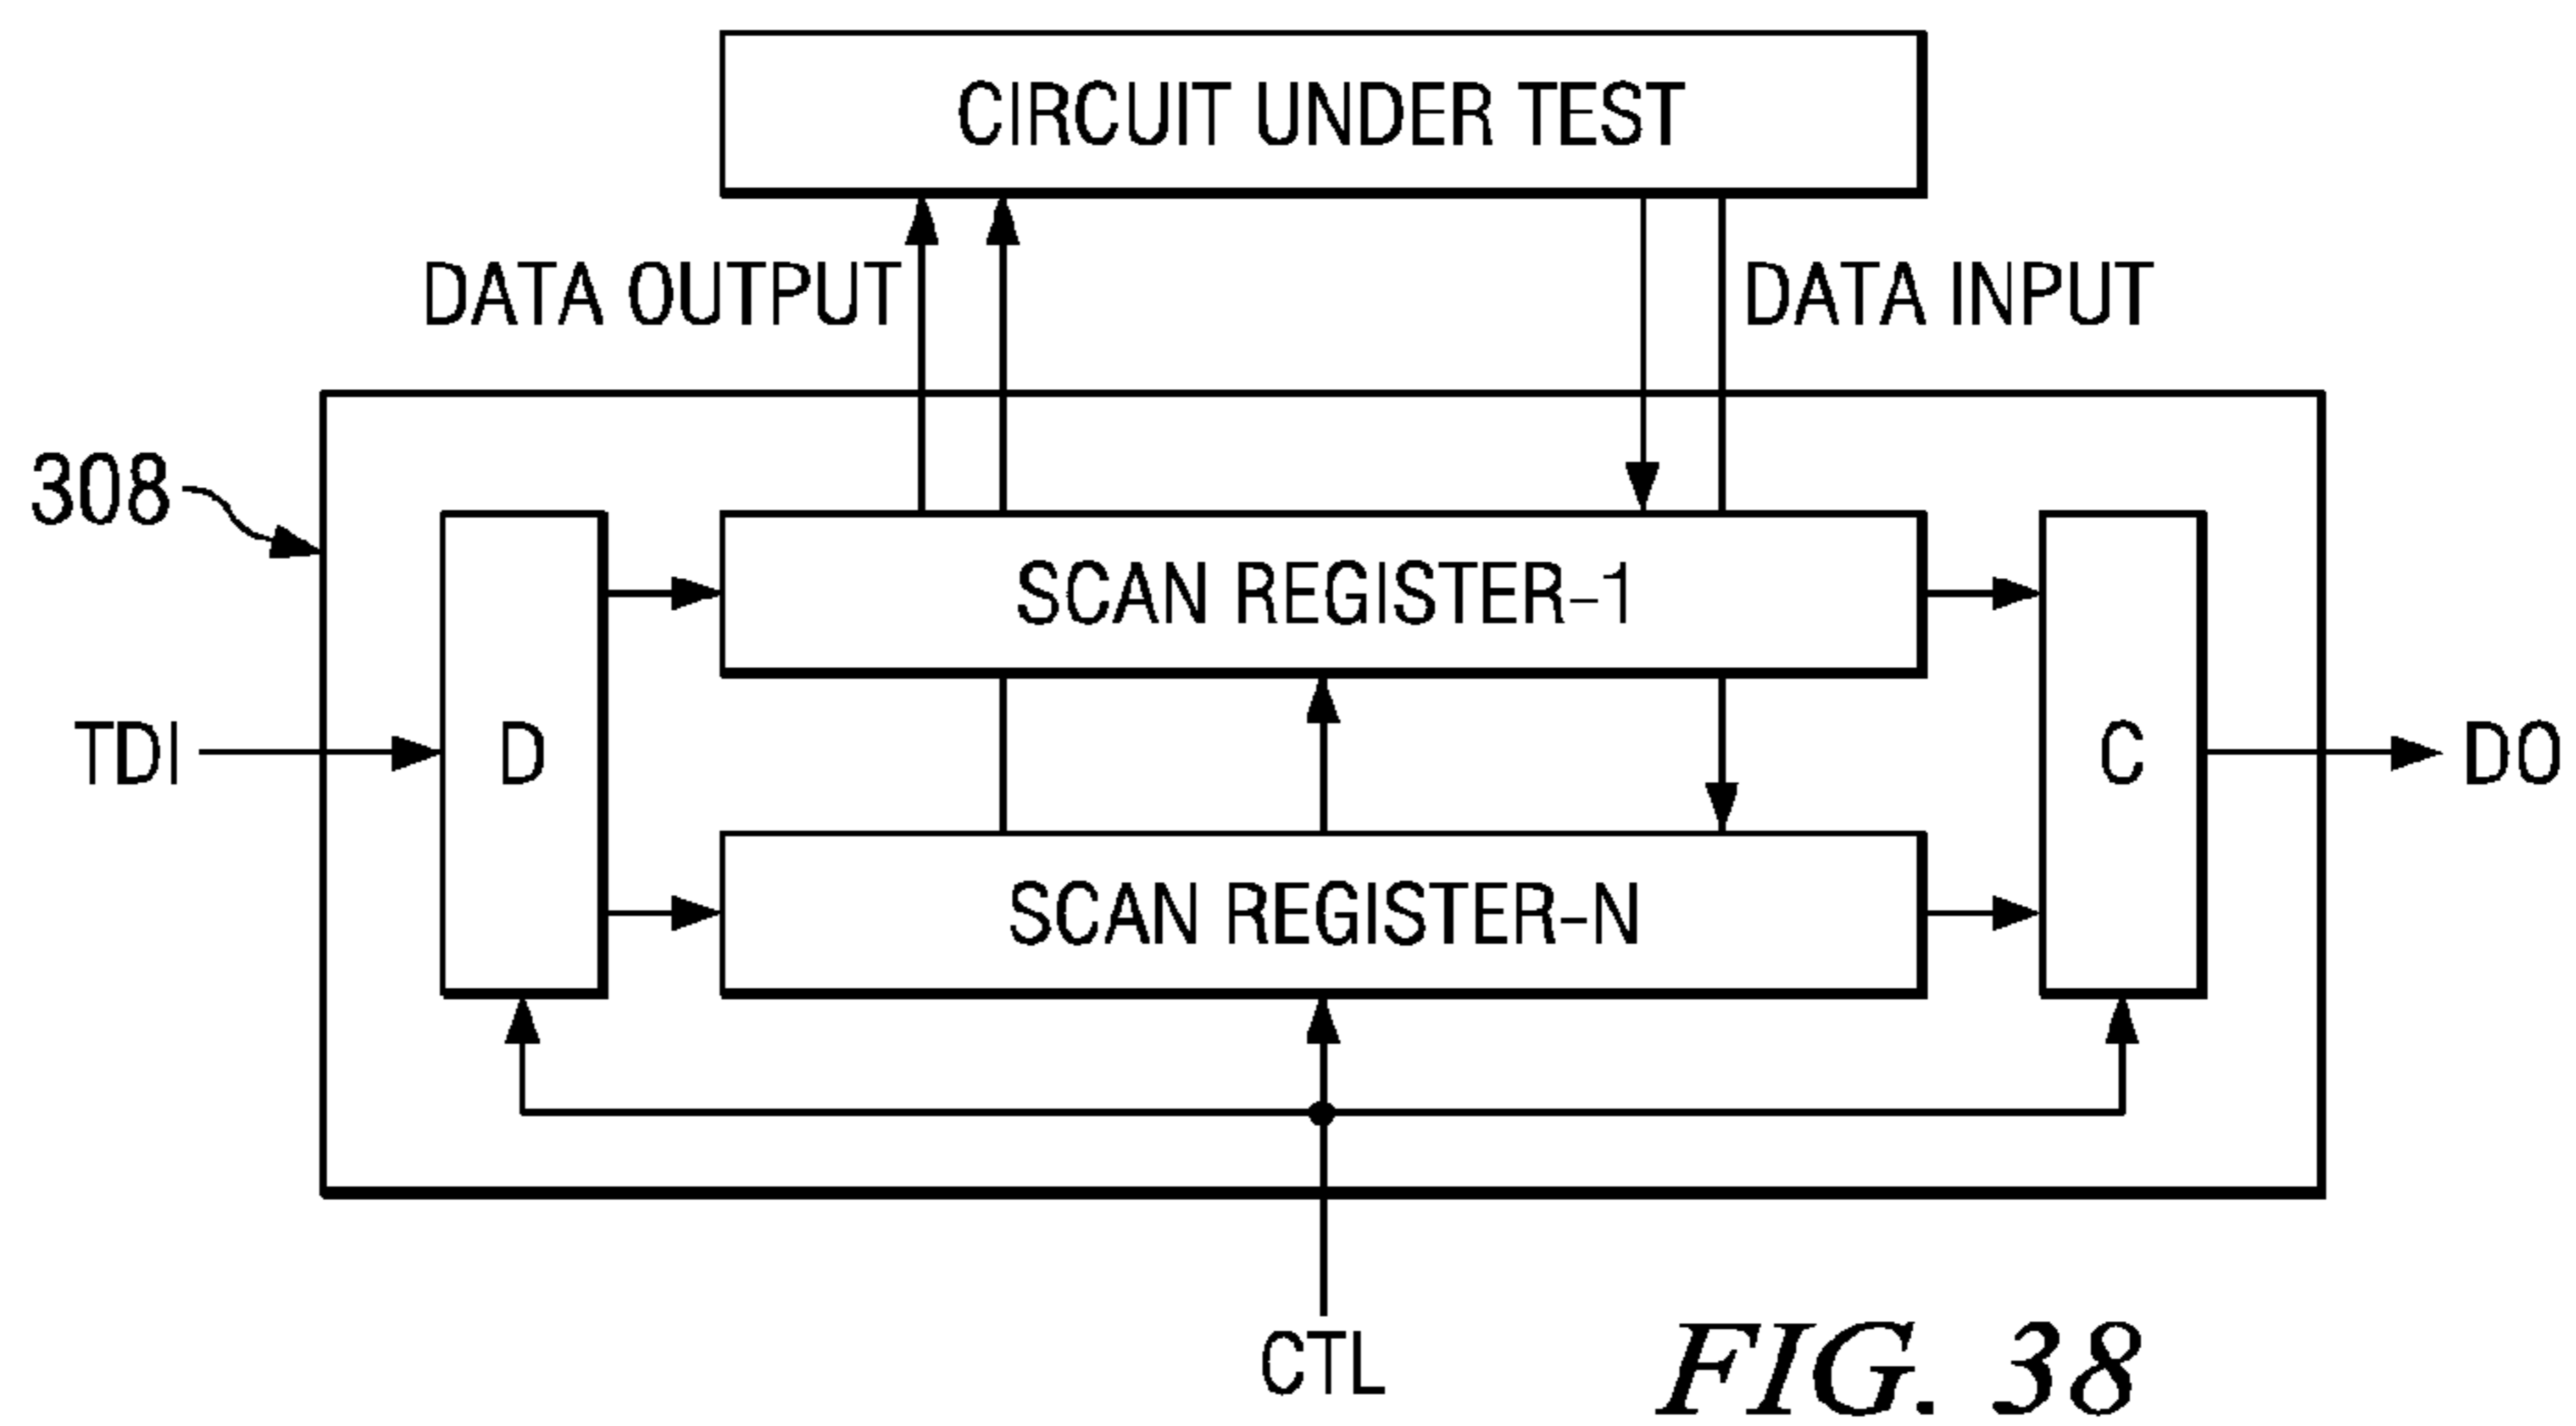 CIRCUIT UNDER TEST
DATA OUTPUT
DATA INPUT
308
SCAN REGISTER-1
TDI
D
C
DO
SCAN REGISTER-N
CTL
FIG. 38